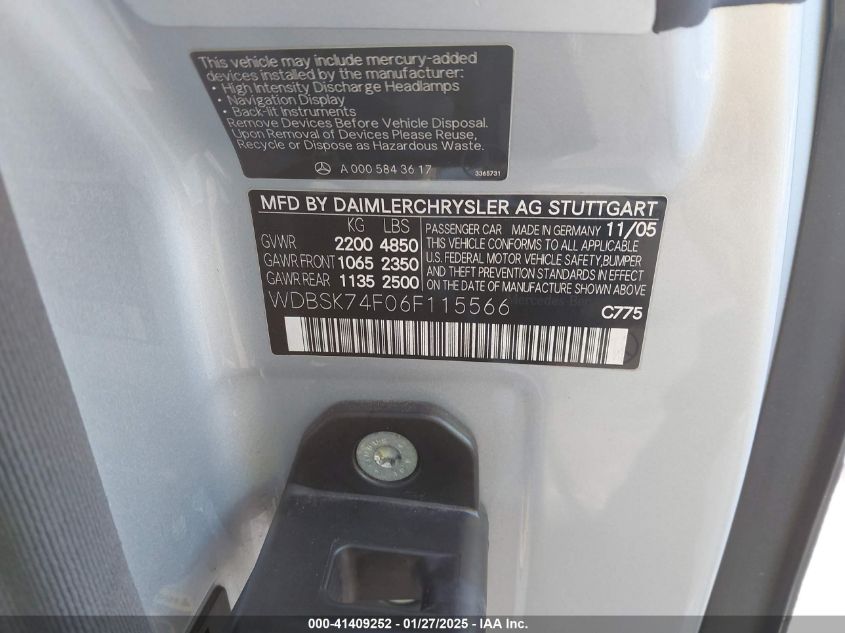 This vehicle may include mercury-added
devices installed by the manufacturer:
• High Intensity Discharge Headlamps
• Navigation Display
• Back-lit Instruments
Remove Devices Before Vehicle Disposal.
Upon Removal of Devices Please Reuse,
Recycle or Dispose as Hazardous Waste.
A 000 584 36 17
3365731
MFD BY DAIMLERCHRYSLER AG STUTTGART
KG LBS
GVWR 2200 4850
GAWR FRONT 1065 2350
GAWR REAR 1135 2500
PASSENGER CAR MADE IN GERMANY 11/05
THIS VEHICLE CONFORMS TO ALL APPLICABLE
U.S. FEDERAL MOTOR VEHICLE SAFETY,BUMPER
AND THEFT PREVENTION STANDARDS IN EFFECT
ON THE DATE OF MANUFACTURE SHOWN ABOVE
WDBSK74F06F115566
Mercedes-Benz
C775
000-41409252 - 01/27/2025 - IAA Inc.